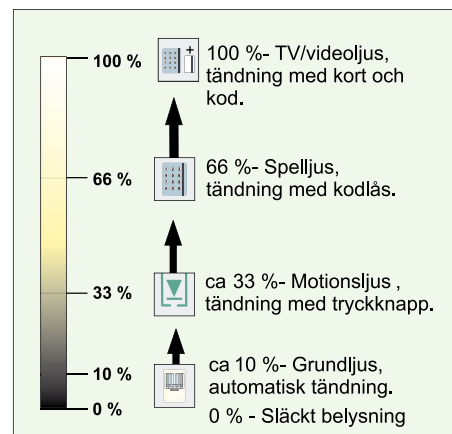 100 %
100 %- TV/videoljus,
tändning med kort och
kod.
66 %
66 %- Spelljus,
tändning med kodlås.
33 %
ca 33 %- Motionsljus ,
tändning med tryckknapp.
10 %
ca 10 %- Grundljus,
automatisk tändning.
0 %
0 % - Släckt belysning